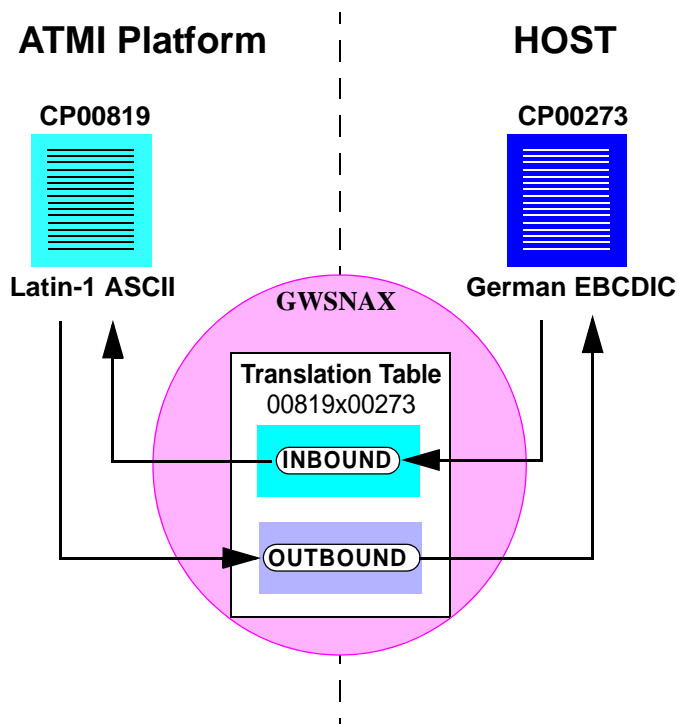 ATMI Platform
HOST
CP00819
CP00273
Latin-1 ASCII
German EBCDIC
GWSNAX
Translation Table
00819x00273
INBOUND
OUTBOUND